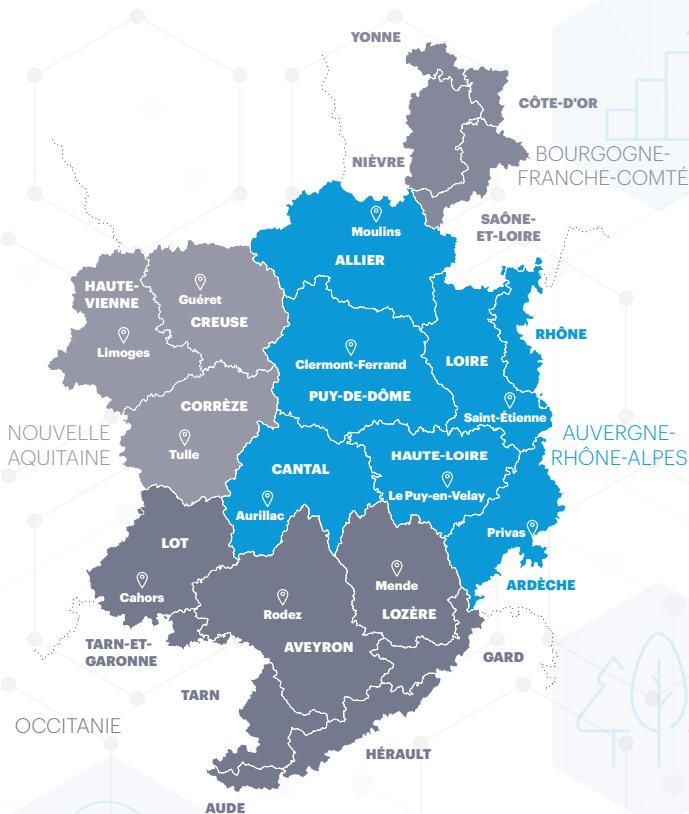 YONNE
CÔTE-D'OR
BOURGOGNE-
FRANCHE-COMTÉ
NIÈVRE
SAÔNE-
ET-LOIRE
Moulins
ALLIER
HAUTE-
VIENNE
Guéret
CREUSE
Limoges
RHÔNE
Clermont-Ferrand
LOIRE
PUY-DE-DÔME
CORRÈZE
Saint-Étienne
NOUVELLE
AQUITAINE
Tulle
AUVERGNE-
RHÔNE-ALPES
HAUTE-LOIRE
CANTAL
Le Puy-en-Velay
Aurillac
Privas
LOT
ARDÈCHE
Mende
Cahors
Rodez
LOZÈRE
TARN-ET-
GARONNE
AVEYRON
GARD
TARN
OCCITANIE
HÉRAULT
AUDE